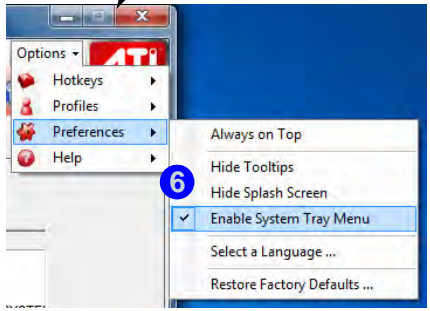 Options
ATI
Hotkeys
Profiles
Preferences
Help
Always on Top
6
Hide Tooltips
Hide Splash Screen
Enable System Tray Menu
Select a Language ...
Restore Factory Defaults ...